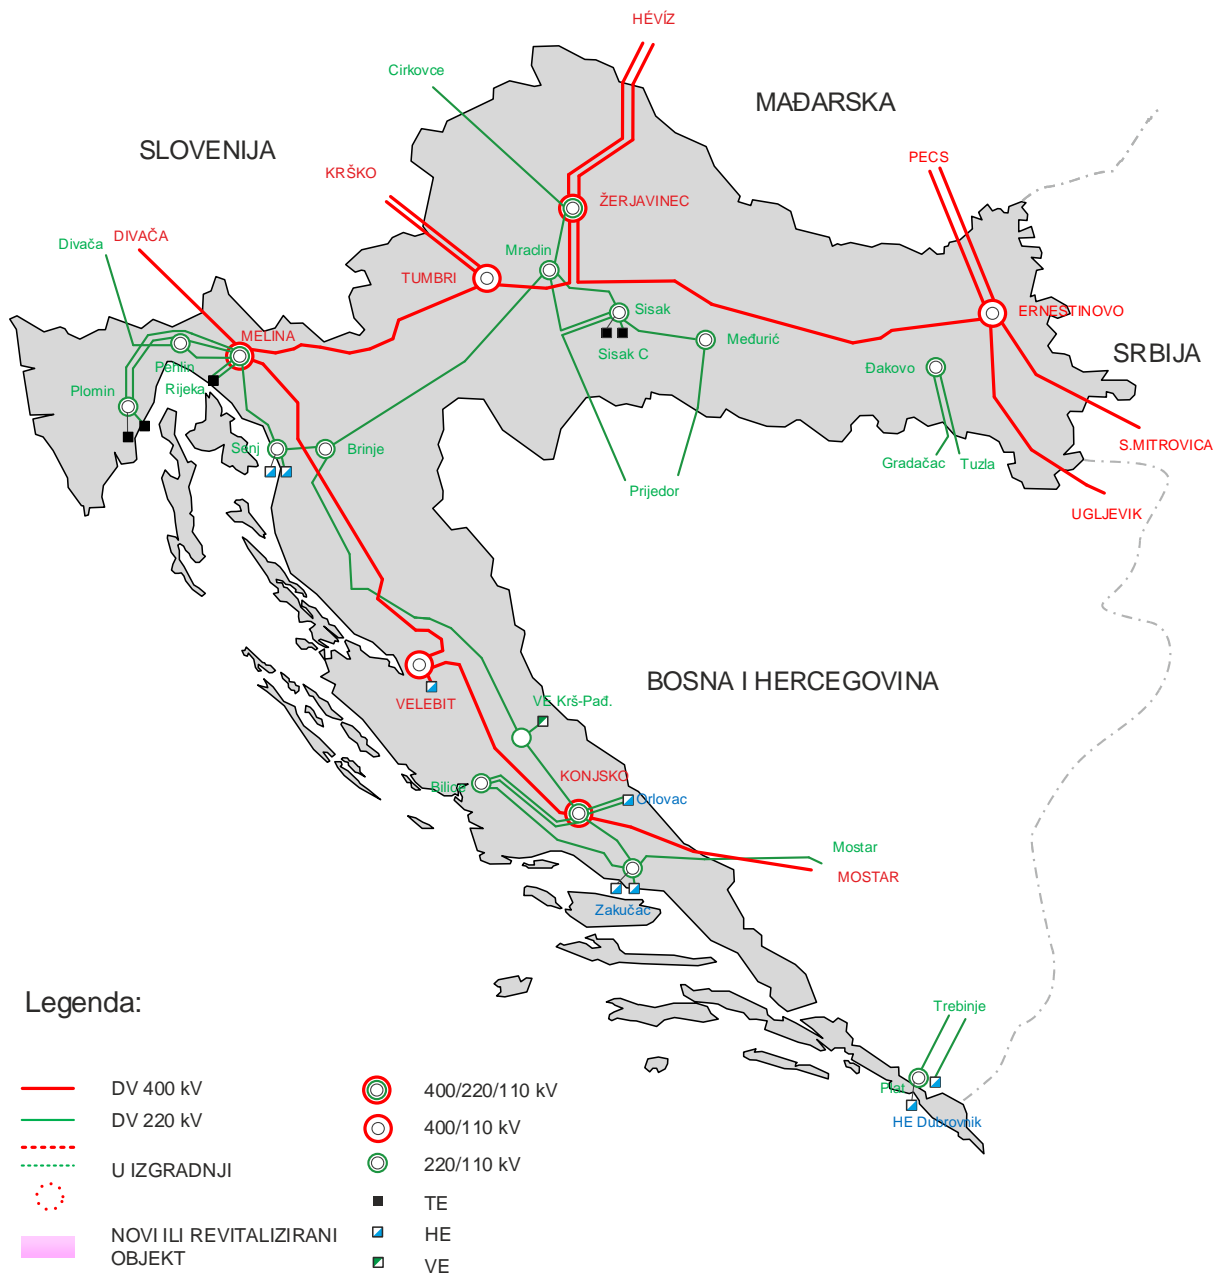 HÉVÍZ
Cirkovce
MAĐARSKA
SLOVENIJA
PECS
KRŠKO
ŽERJAVINEC
DIVAČA
Divača
Mraclin
TUMBRI
Sisak
ERNESTINOVO
MELINA
Međurić
SRBIJA
Sisak C
Pehlin
Đakovo
Rijeka
Plomin
Senj
Brinje
S.MITROVICA
Gradačac
Tuzla
Prijedor
UGLJEVIK
BOSNA I HERCEGOVINA
VELEBIT
VE Krš-Pađ.
KONJSKO
Bilice
Orlovac
Mostar
MOSTAR
Zakučac
Legenda:
Trebinje
Plat
HE Dubrovnik
DV 400 kV
400/220/110 kV
DV 220 kV
400/110 kV
U IZGRADNJI
220/110 kV
TE
NOVI ILI REVITALIZIRANI
OBJEKT
HE
VE